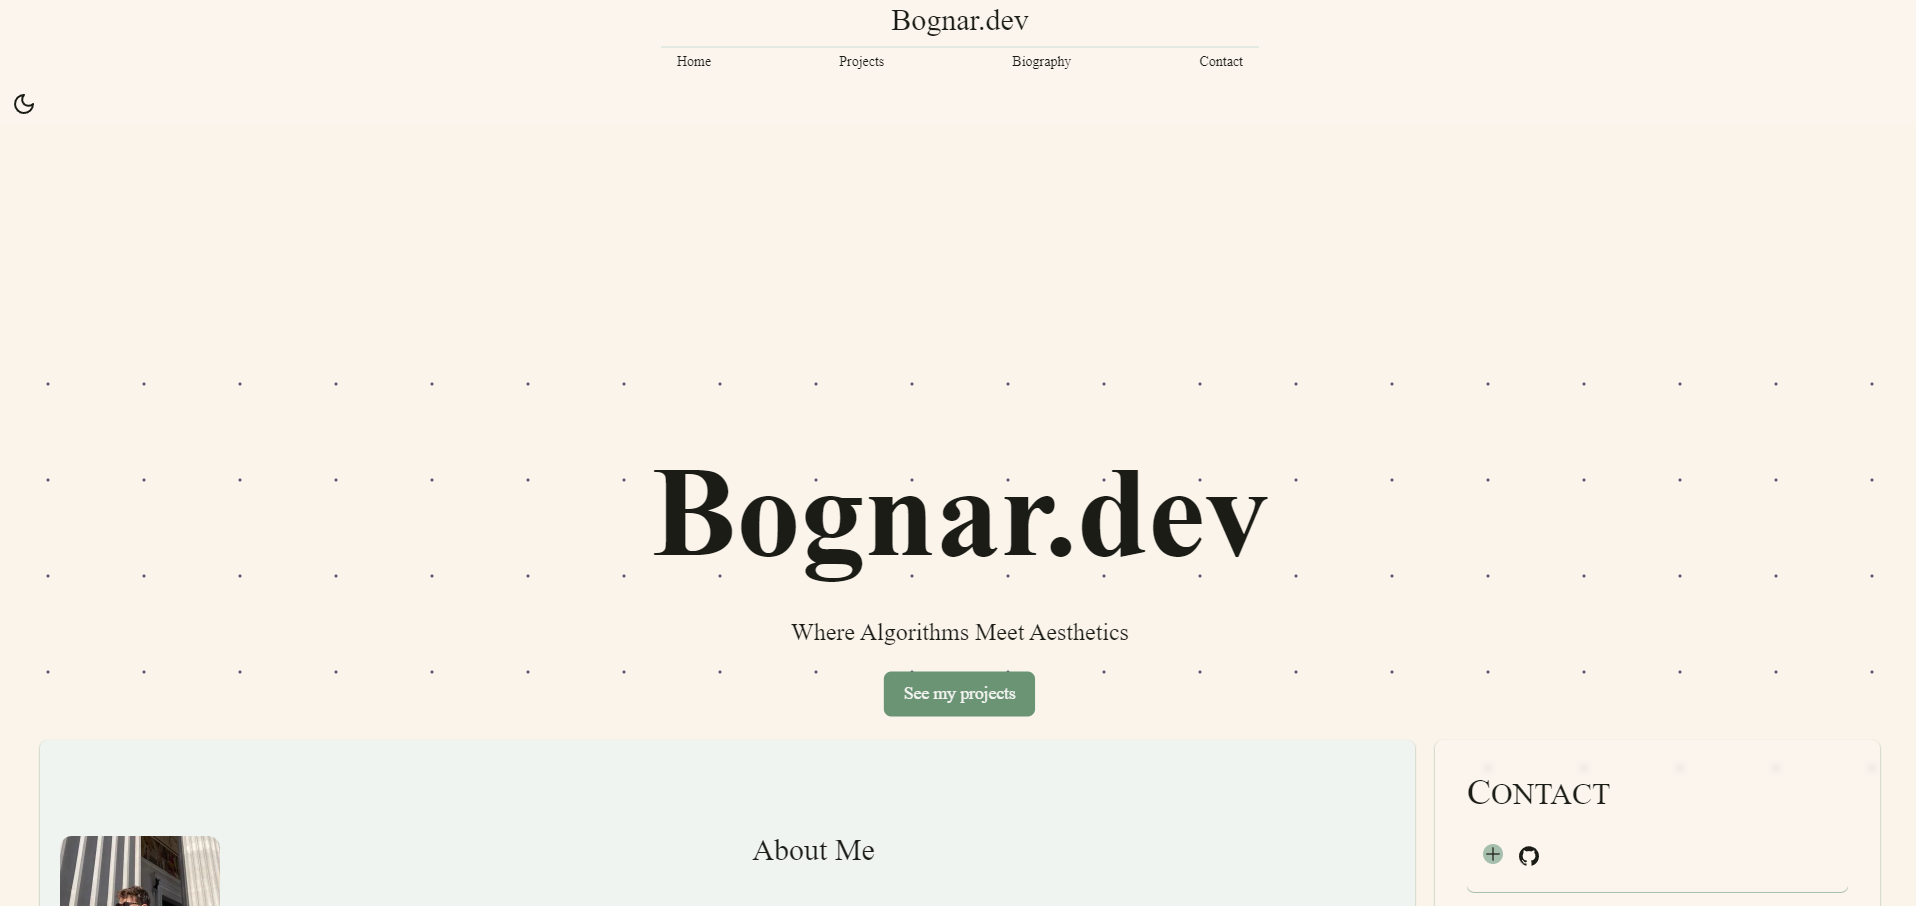 Bognar.dev
Home Projects Biography Contact
Bognar.dev
Where Algorithms Meet Aesthetics
See my projects
About Me
CONTACT